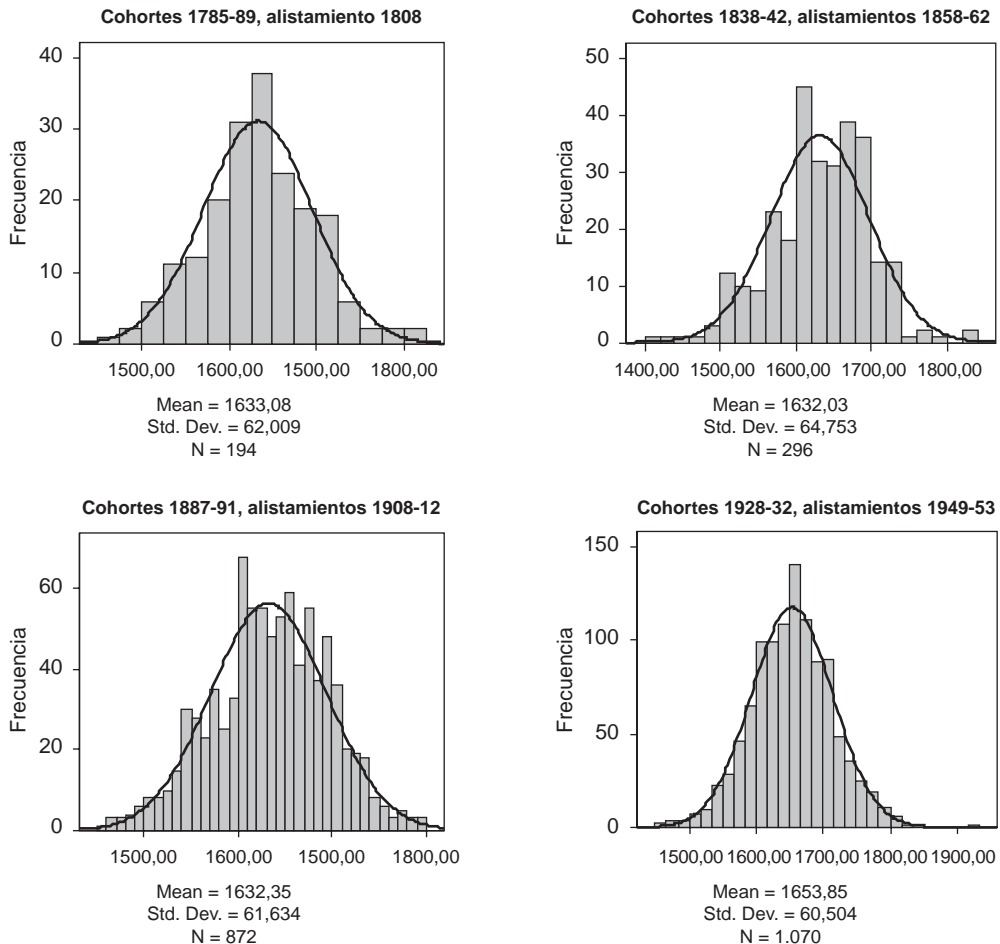 Cohortes 1785-89, alistamiento 1808
40
30
20
10
0
Frecuencia
1500,00 1600,00 1500,00 1800,00
Mean = 1633,08
Std. Dev. = 62,009
N = 194
Cohortes 1838-42, alistamientos 1858-62
50
40
30
20
10
0
Frecuencia
1400,00 1500,00 1600,00 1700,00 1800,00
Mean = 1632,03
Std. Dev. = 64,753
N = 296
Cohortes 1887-91, alistamientos 1908-12
60
40
20
0
Frecuencia
1500,00 1600,00 1500,00 1800,00
Mean = 1632,35
Std. Dev. = 61,634
N = 872
Cohortes 1928-32, alistamientos 1949-53
150
100
50
0
Frecuencia
1500,00 1600,00 1700,00 1800,00 1900,00
Mean = 1653,85
Std. Dev. = 60,504
N = 1.070